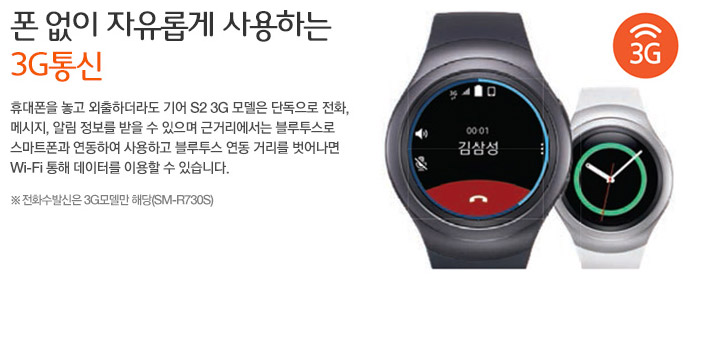 폰 없이 자유롭게 사용하는
3G통신
휴대폰을 놓고 외출하더라도 기어 S2 3G 모델은 단독으로 전화,
메시지, 알림 정보를 받을 수 있으며 근거리에서는 블루투스로
스마트폰과 연동하여 사용하고 블루투스 연동 거리를 벗어나면
Wi-Fi 통해 데이터를 이용할 수 있습니다.
※ 전화수발신은 3G모델만 해당(SM-R730S)
3G
3G
00:01
김삼성